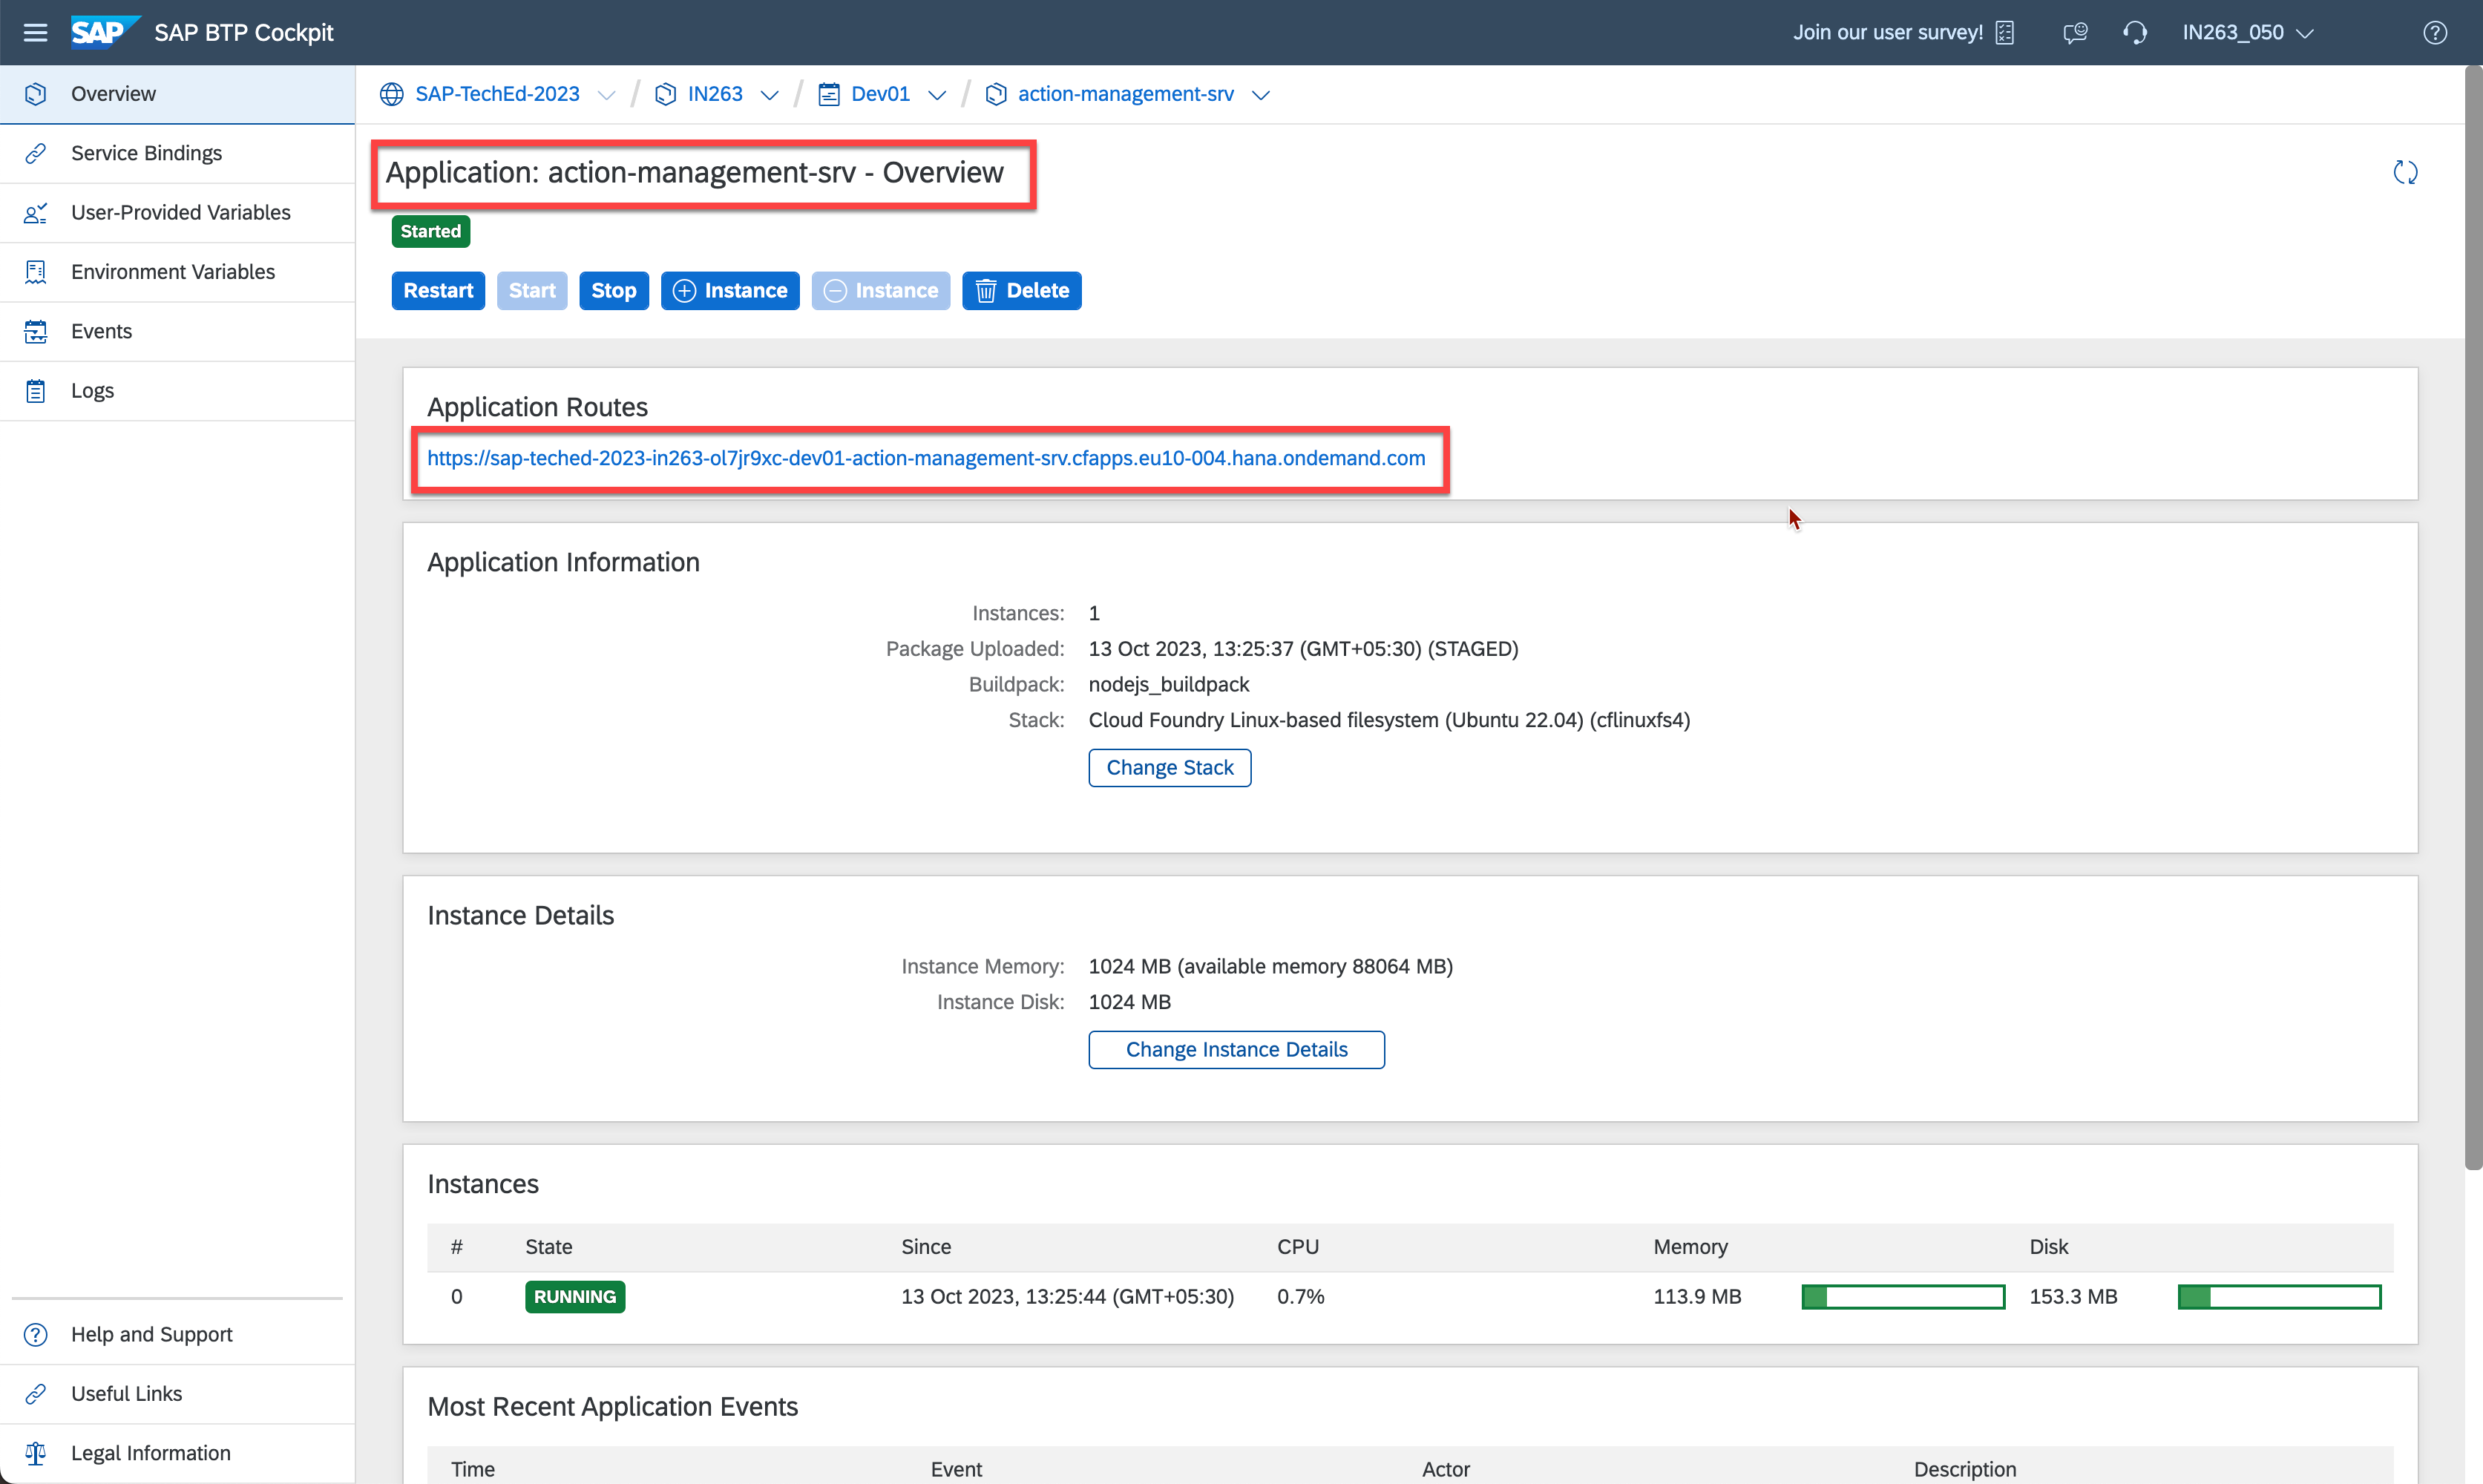 SAP SAP BTP Cockpit
Join our user survey! IN263_050
Overview
Service Bindings
User-Provided Variables
Environment Variables
Events
Logs
Help and Support
Useful Links
Legal Information
SAP-TechEd-2023 / IN263 / Dev01 / action-management-srv
Application: action-management-srv - Overview
Started
Restart Start Stop Instance Instance Delete
Application Routes
https://sap-teched-2023-in263-ol7jr9xc-dev01-action-management-srv.cfapps.eu10-004.hana.ondemand.com
Application Information
Instances: 1
Package Uploaded: 13 Oct 2023, 13:25:37 (GMT+05:30) (STAGED)
Buildpack: nodejs_buildpack
Stack: Cloud Foundry Linux-based filesystem (Ubuntu 22.04) (cflinuxfs4)
Change Stack
Instance Details
Instance Memory: 1024 MB (available memory 88064 MB)
Instance Disk: 1024 MB
Change Instance Details
Instances
# State Since CPU Memory Disk
0 RUNNING 13 Oct 2023, 13:25:44 (GMT+05:30) 0.7% 113.9 MB 153.3 MB
Most Recent Application Events
Time Event Actor Description